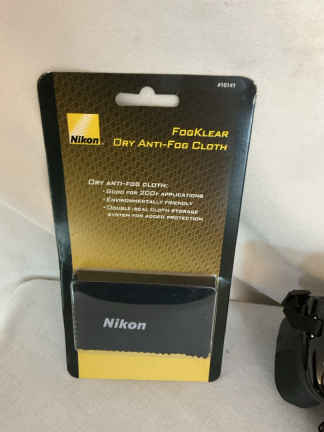 #16141
Nikon
FogKlear
Dry Anti-Fog Cloth
Dry anti-fog cloth:
- Good for 200+ applications
- Environmentally friendly
- Double-seal cloth storage
system for added protection
Nikon